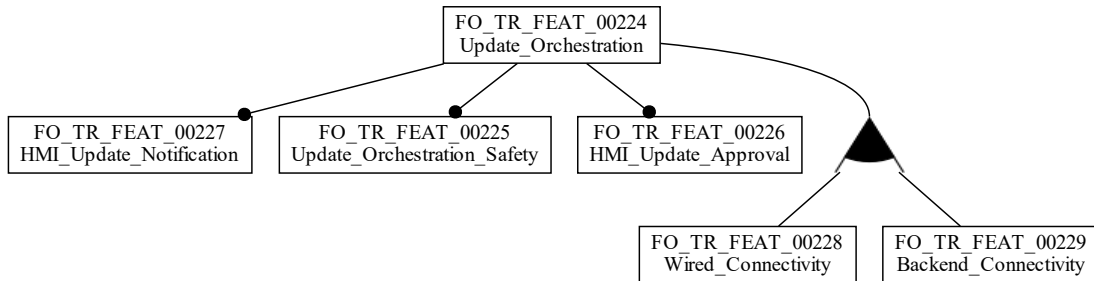 FO_TR_FEAT_00224
Update_Orchestration
FO_TR_FEAT_00227
HMI_Update_Notification
FO_TR_FEAT_00225
Update_Orchestration_Safety
FO_TR_FEAT_00226
HMI_Update_Approval
FO_TR_FEAT_00228
Wired_Connectivity
FO_TR_FEAT_00229
Backend_Connectivity